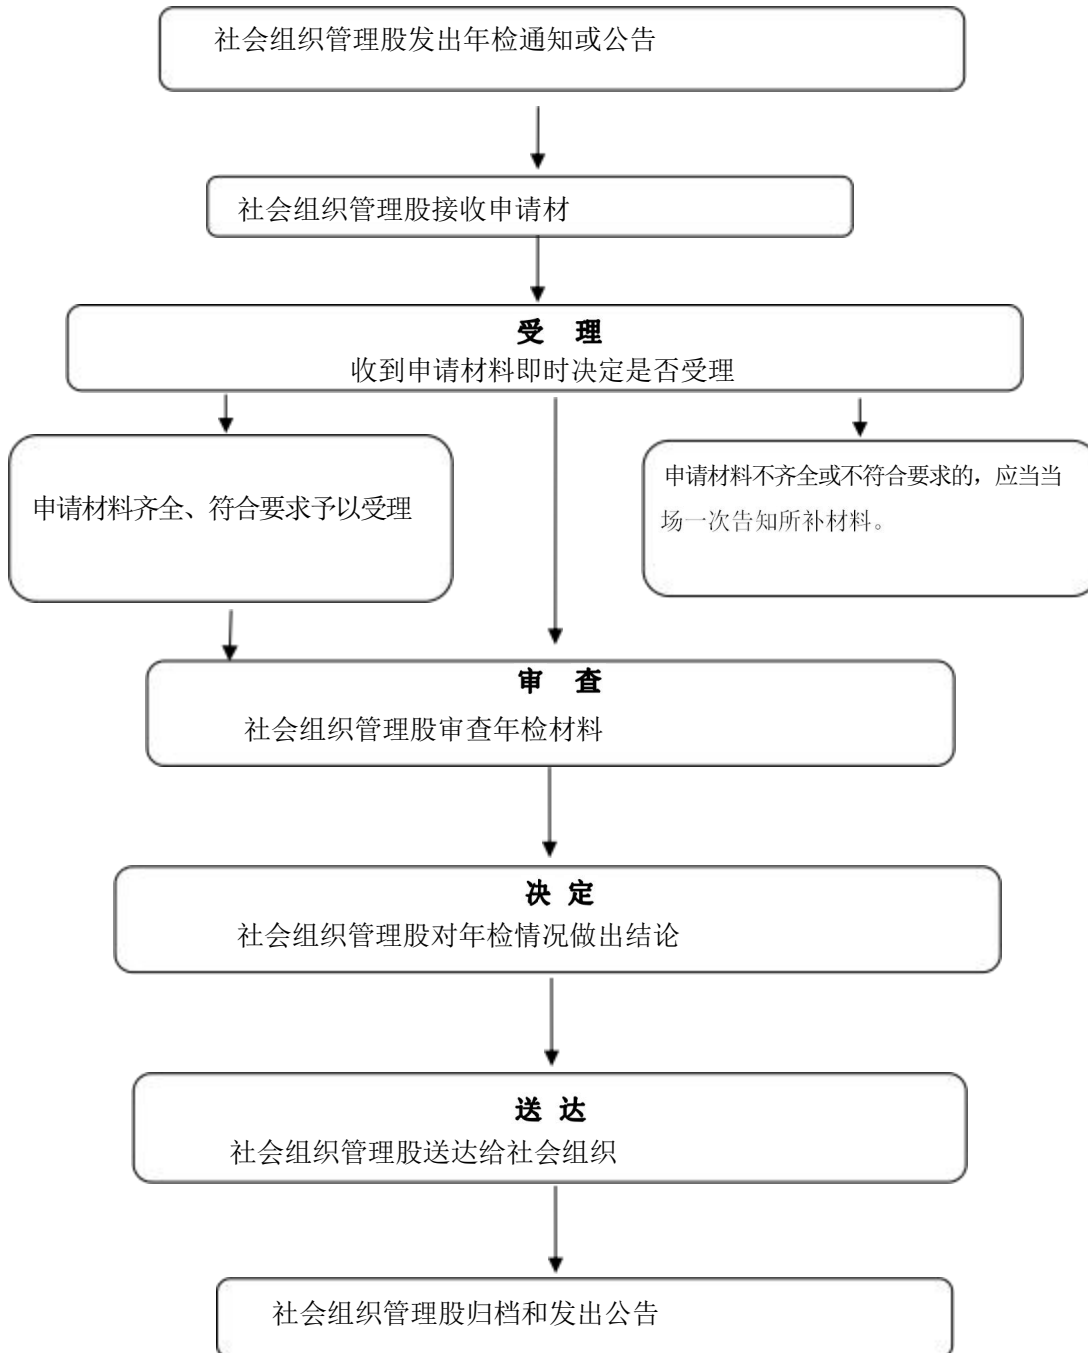 社会组织管理股发出年检通知或公告
社会组织管理股接收申请材
受 理
收到申请材料即时决定是否受理
申请材料齐全、符合要求予以受理
申请材料不齐全或不符合要求的，应当当
场一次告知所补材料。
审 查
社会组织管理股审查年检材料
决 定
社会组织管理股对年检情况做出结论
送 达
社会组织管理股送达给社会组织
社会组织管理股归档和发出公告